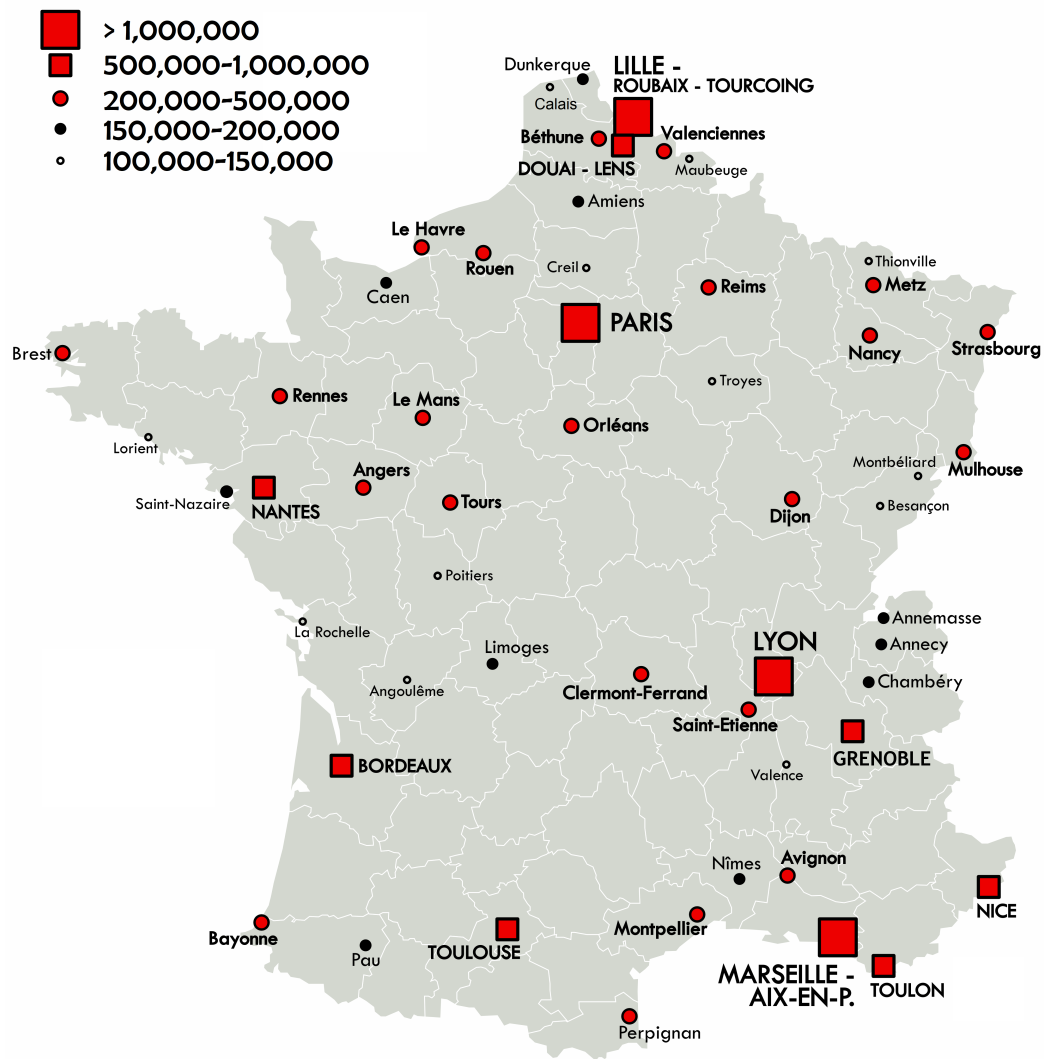 > 1,000,000
500,000-1,000,000
200,000-500,000
150,000-200,000
100,000-150,000
Dunkerque
LILLE -
ROUBAIX - TOURCOING
Calais
Béthune
Valenciennes
DOUAI - LENS
Maubeuge
Amiens
Le Havre
Rouen
Creil
Thionville
Caen
Reims
Metz
PARIS
Brest
Nancy
Strasbourg
Troyes
Rennes
Le Mans
Orléans
Lorient
Angers
Montbéliard
Mulhouse
Saint-Nazaire
NANTES
Tours
Dijon
Besançon
Poitiers
La Rochelle
Annemasse
Limoges
LYON
Annecy
Angoulême
Clermont-Ferrand
Chambéry
Saint-Etienne
BORDEAUX
GRENOBLE
Valence
Nîmes
Avignon
NICE
Bayonne
Montpellier
Pau
TOULOUSE
MARSEILLE -
AIX-EN-P.
TOULON
Perpignan